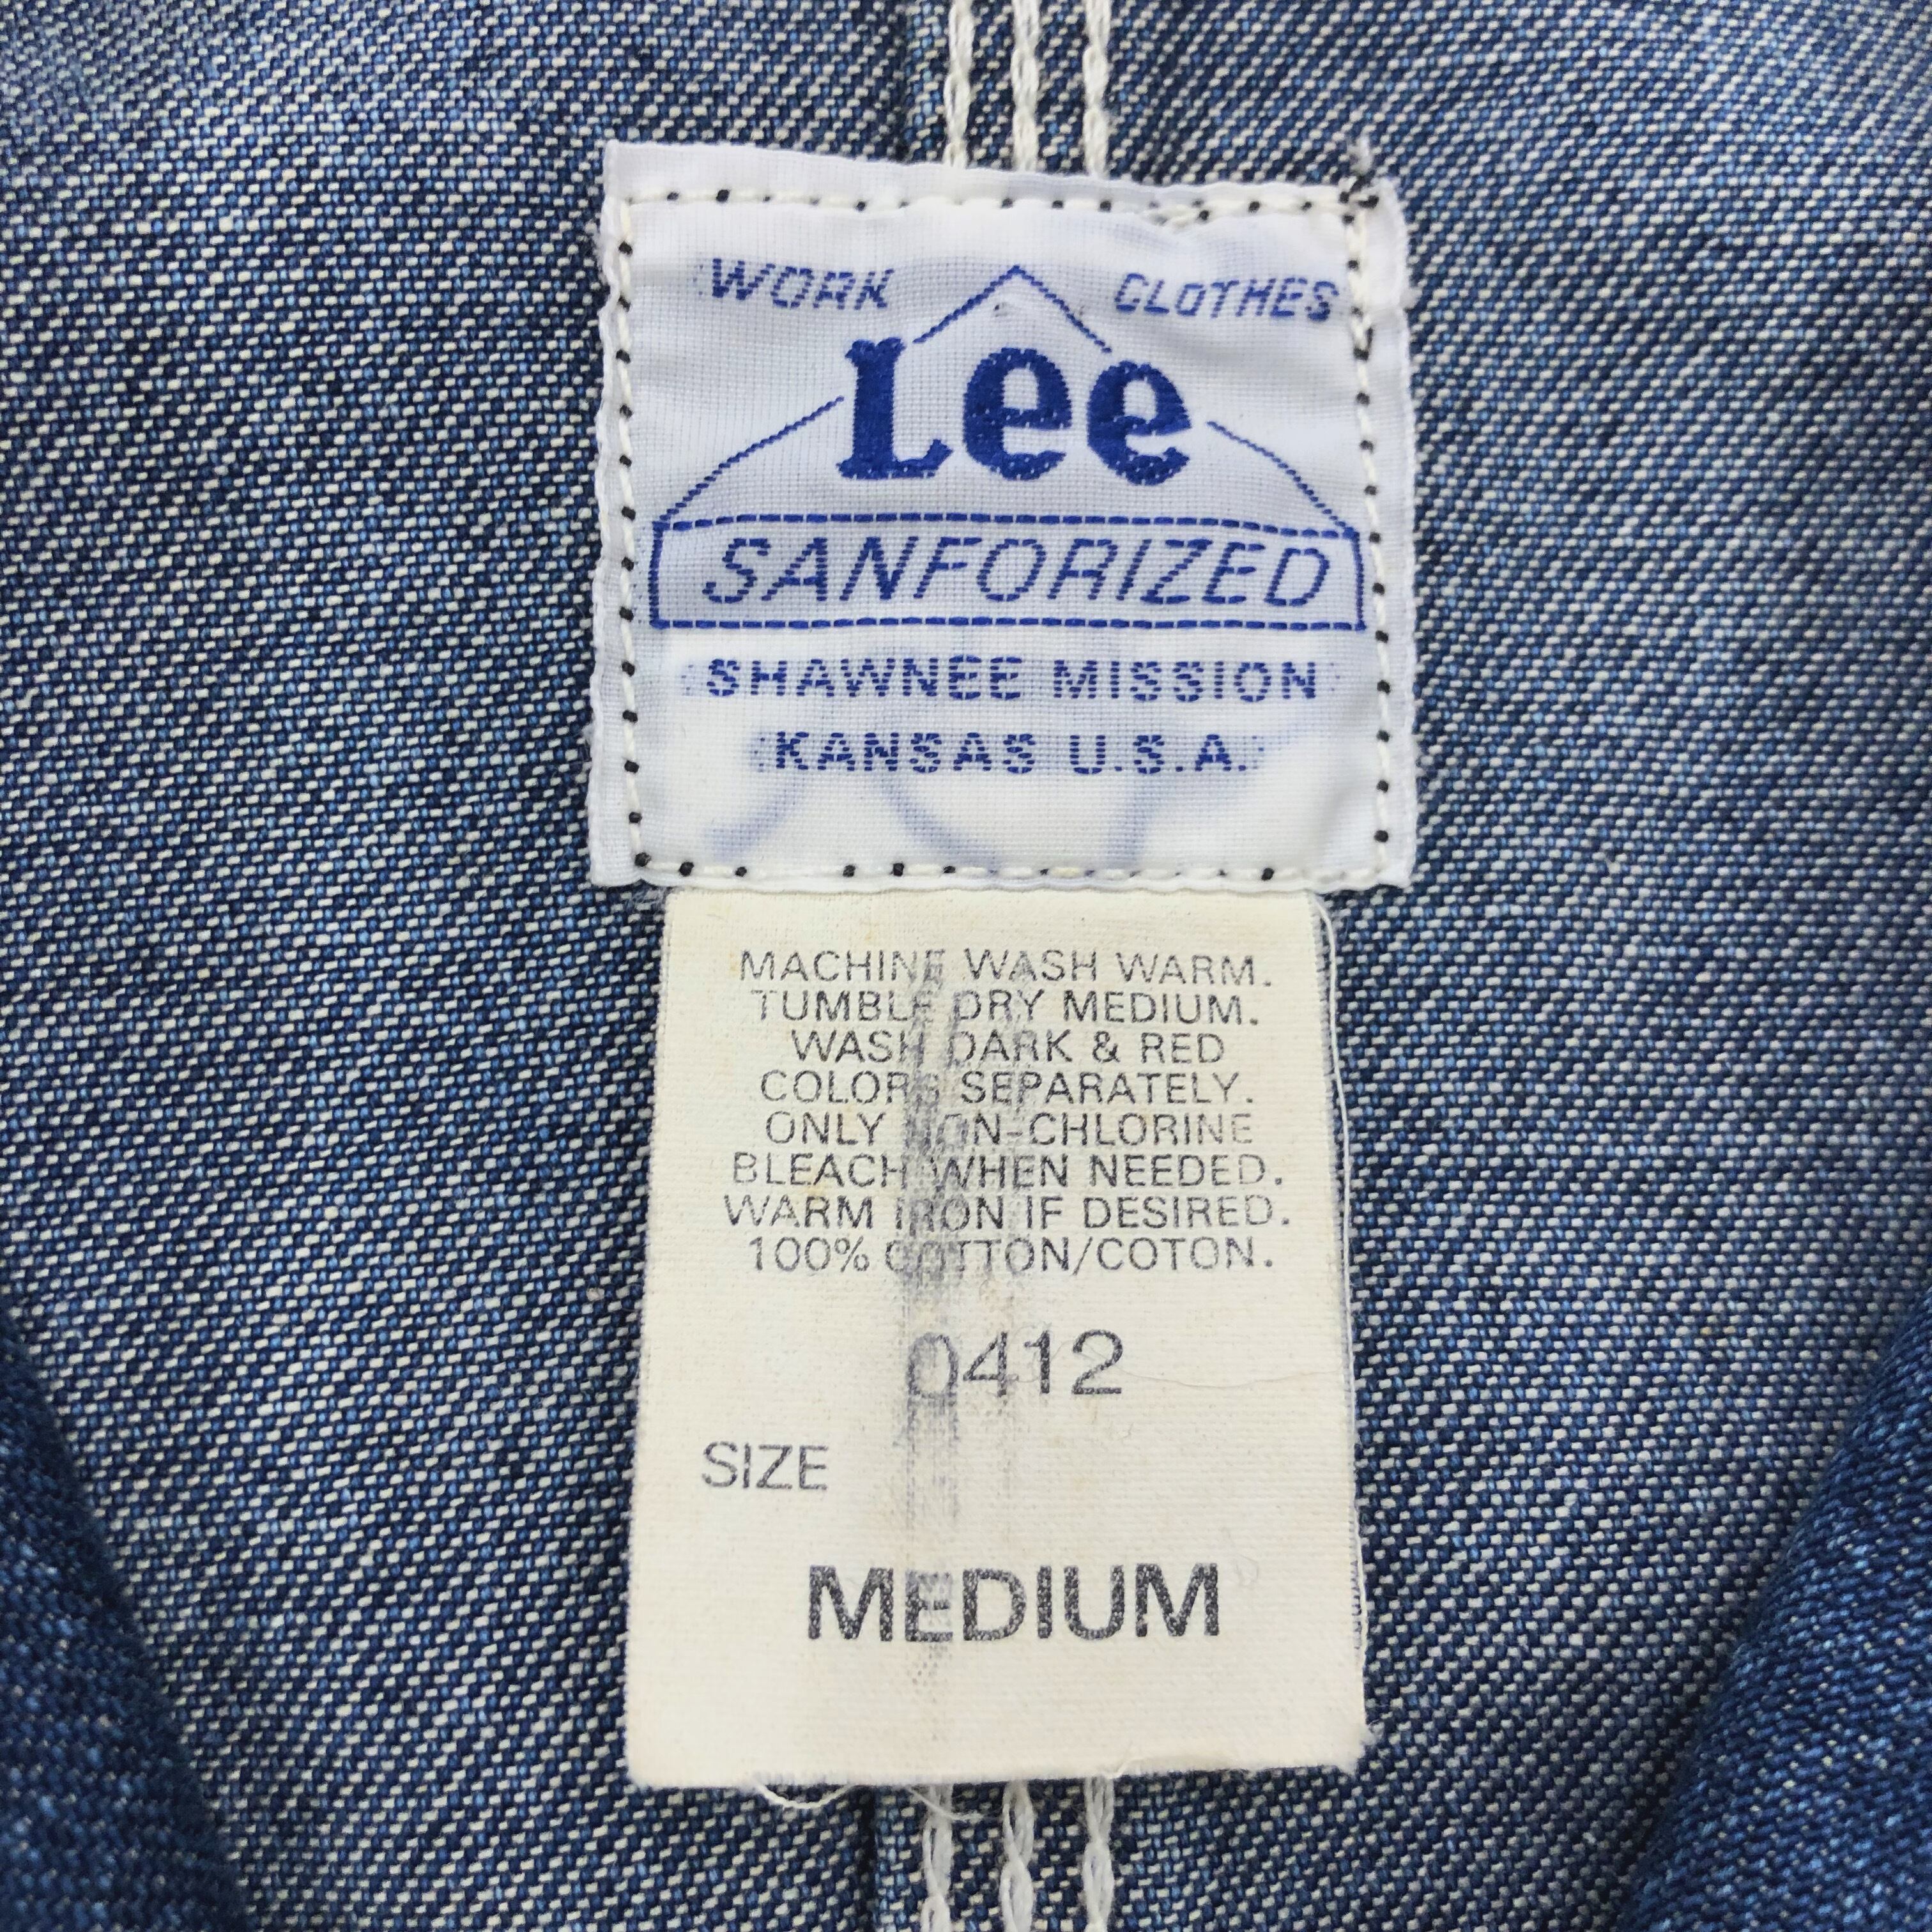 WORK CLOTHES
Lee
SANFORIZED
SHAWNEE MISSION
KANSAS U.S.A.
MACHINE WASH WARM.
TUMBLE DRY MEDIUM.
WASH DARK & RED
COLORS SEPARATELY.
ONLY NON-CHLORINE
BLEACH WHEN NEEDED.
WARM IRON IF DESIRED.
100% COTTON/COTON.
0412
SIZE
MEDIUM